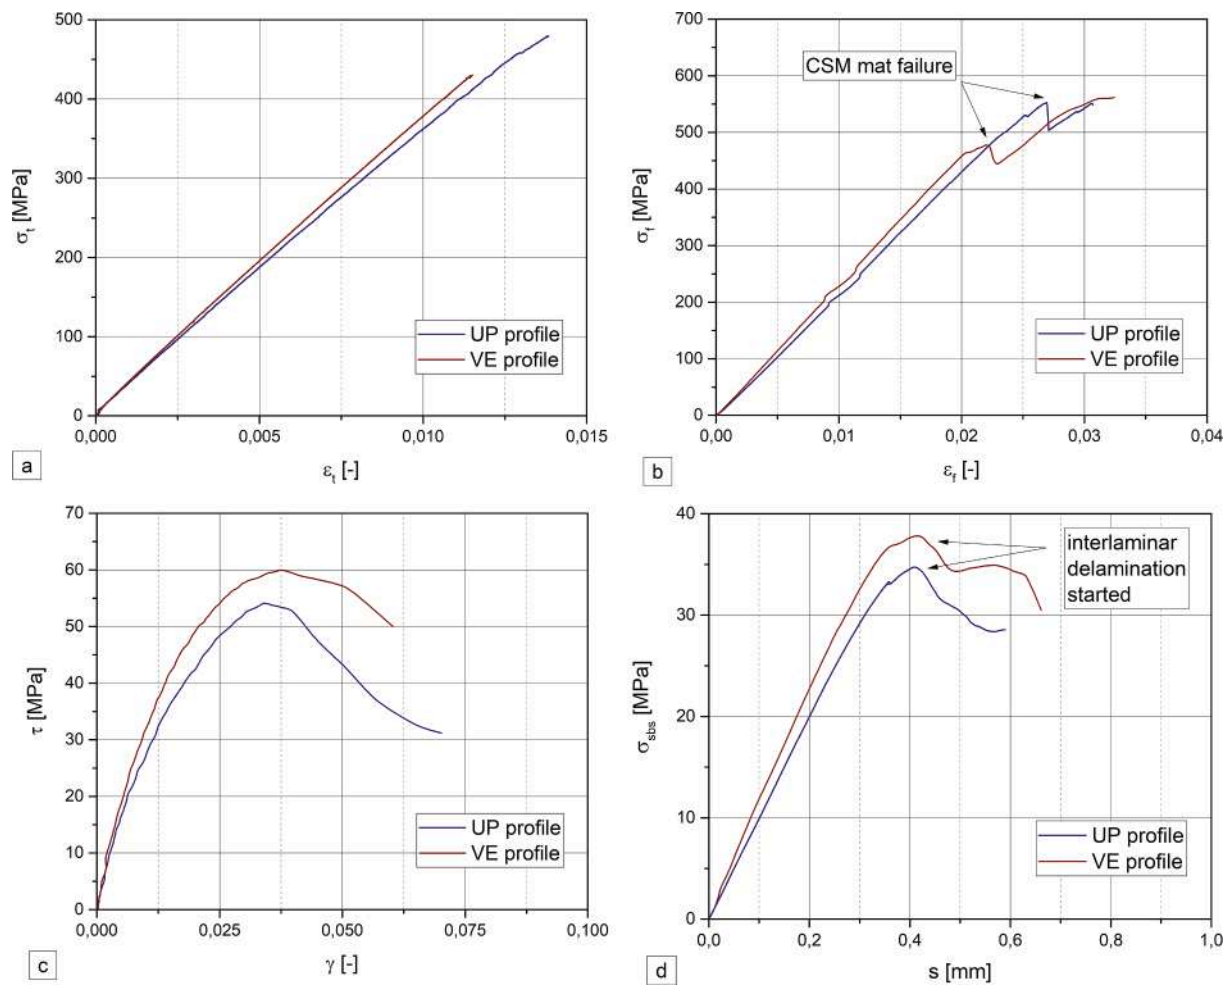 500
400
300
200
100
0
σt [MPa]
0,000
0,005
0,010
0,015
εt [-]
UP profile
VE profile
a
700
600
500
400
300
200
100
0
σf [MPa]
CSM mat failure
0,00
0,01
0,02
0,03
0,04
εf [-]
UP profile
VE profile
b
70
60
50
40
30
20
10
0
τ [MPa]
0,000
0,025
0,050
0,075
0,100
γ [-]
UP profile
VE profile
c
40
30
20
10
0
σsbs [MPa]
interlaminar
delamination
started
0,0
0,2
0,4
0,6
0,8
1,0
s [mm]
UP profile
VE profile
d